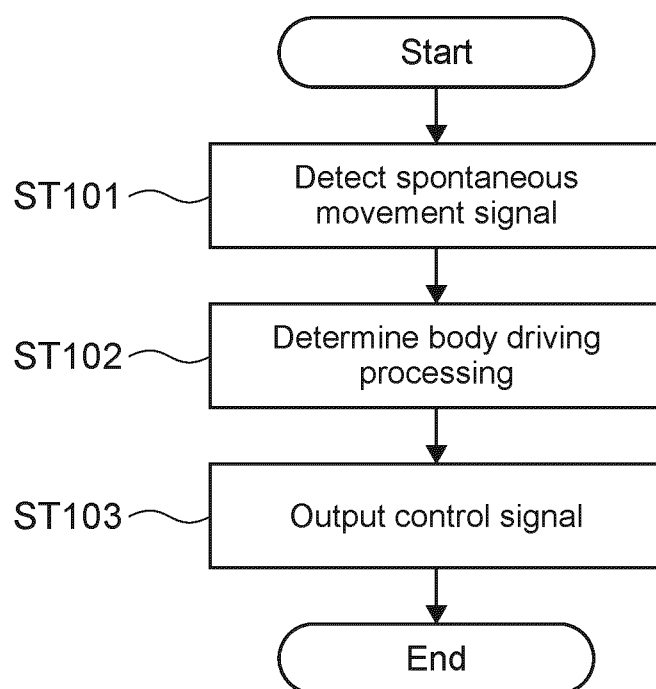 Start
ST101
Detect spontaneous
movement signal
ST102
Determine body driving
processing
ST103
Output control signal
End